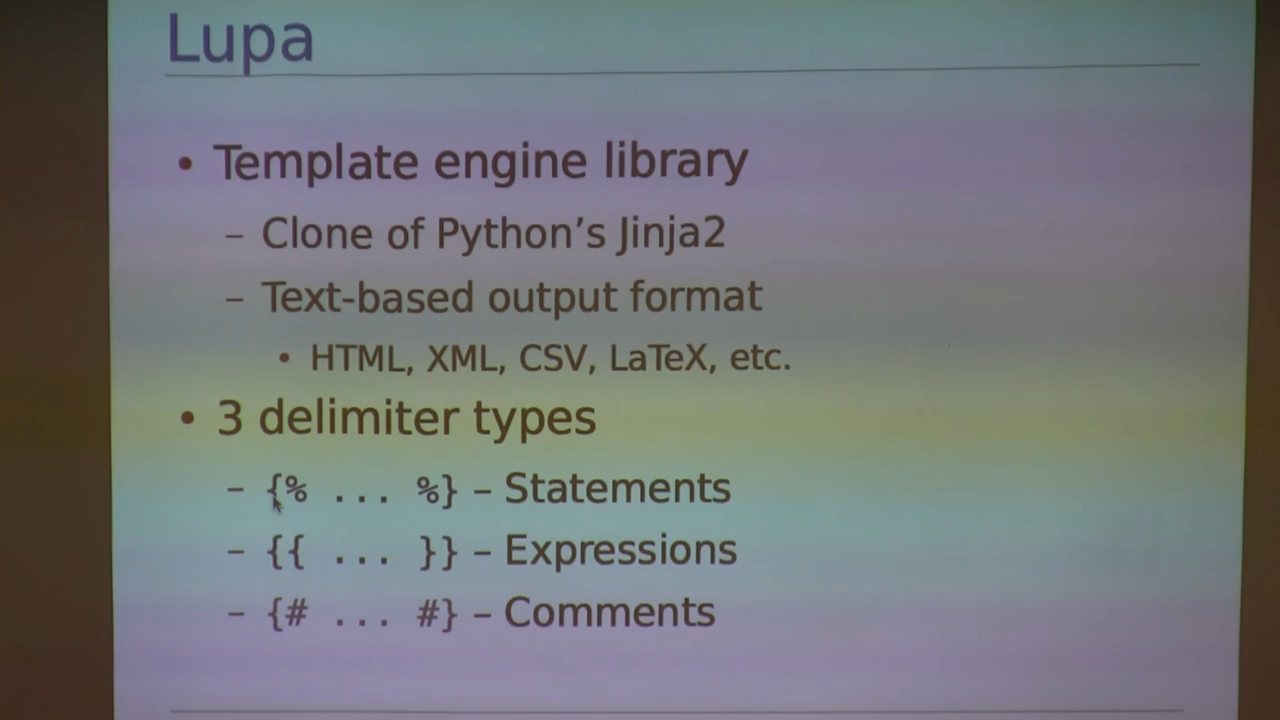 Lupa
• Template engine library
– Clone of Python’s Jinja2
– Text-based output format
• HTML, XML, CSV, LaTeX, etc.
• 3 delimiter types
– {% ... %} – Statements
– {{ ... }} – Expressions
– {# ... #} – Comments